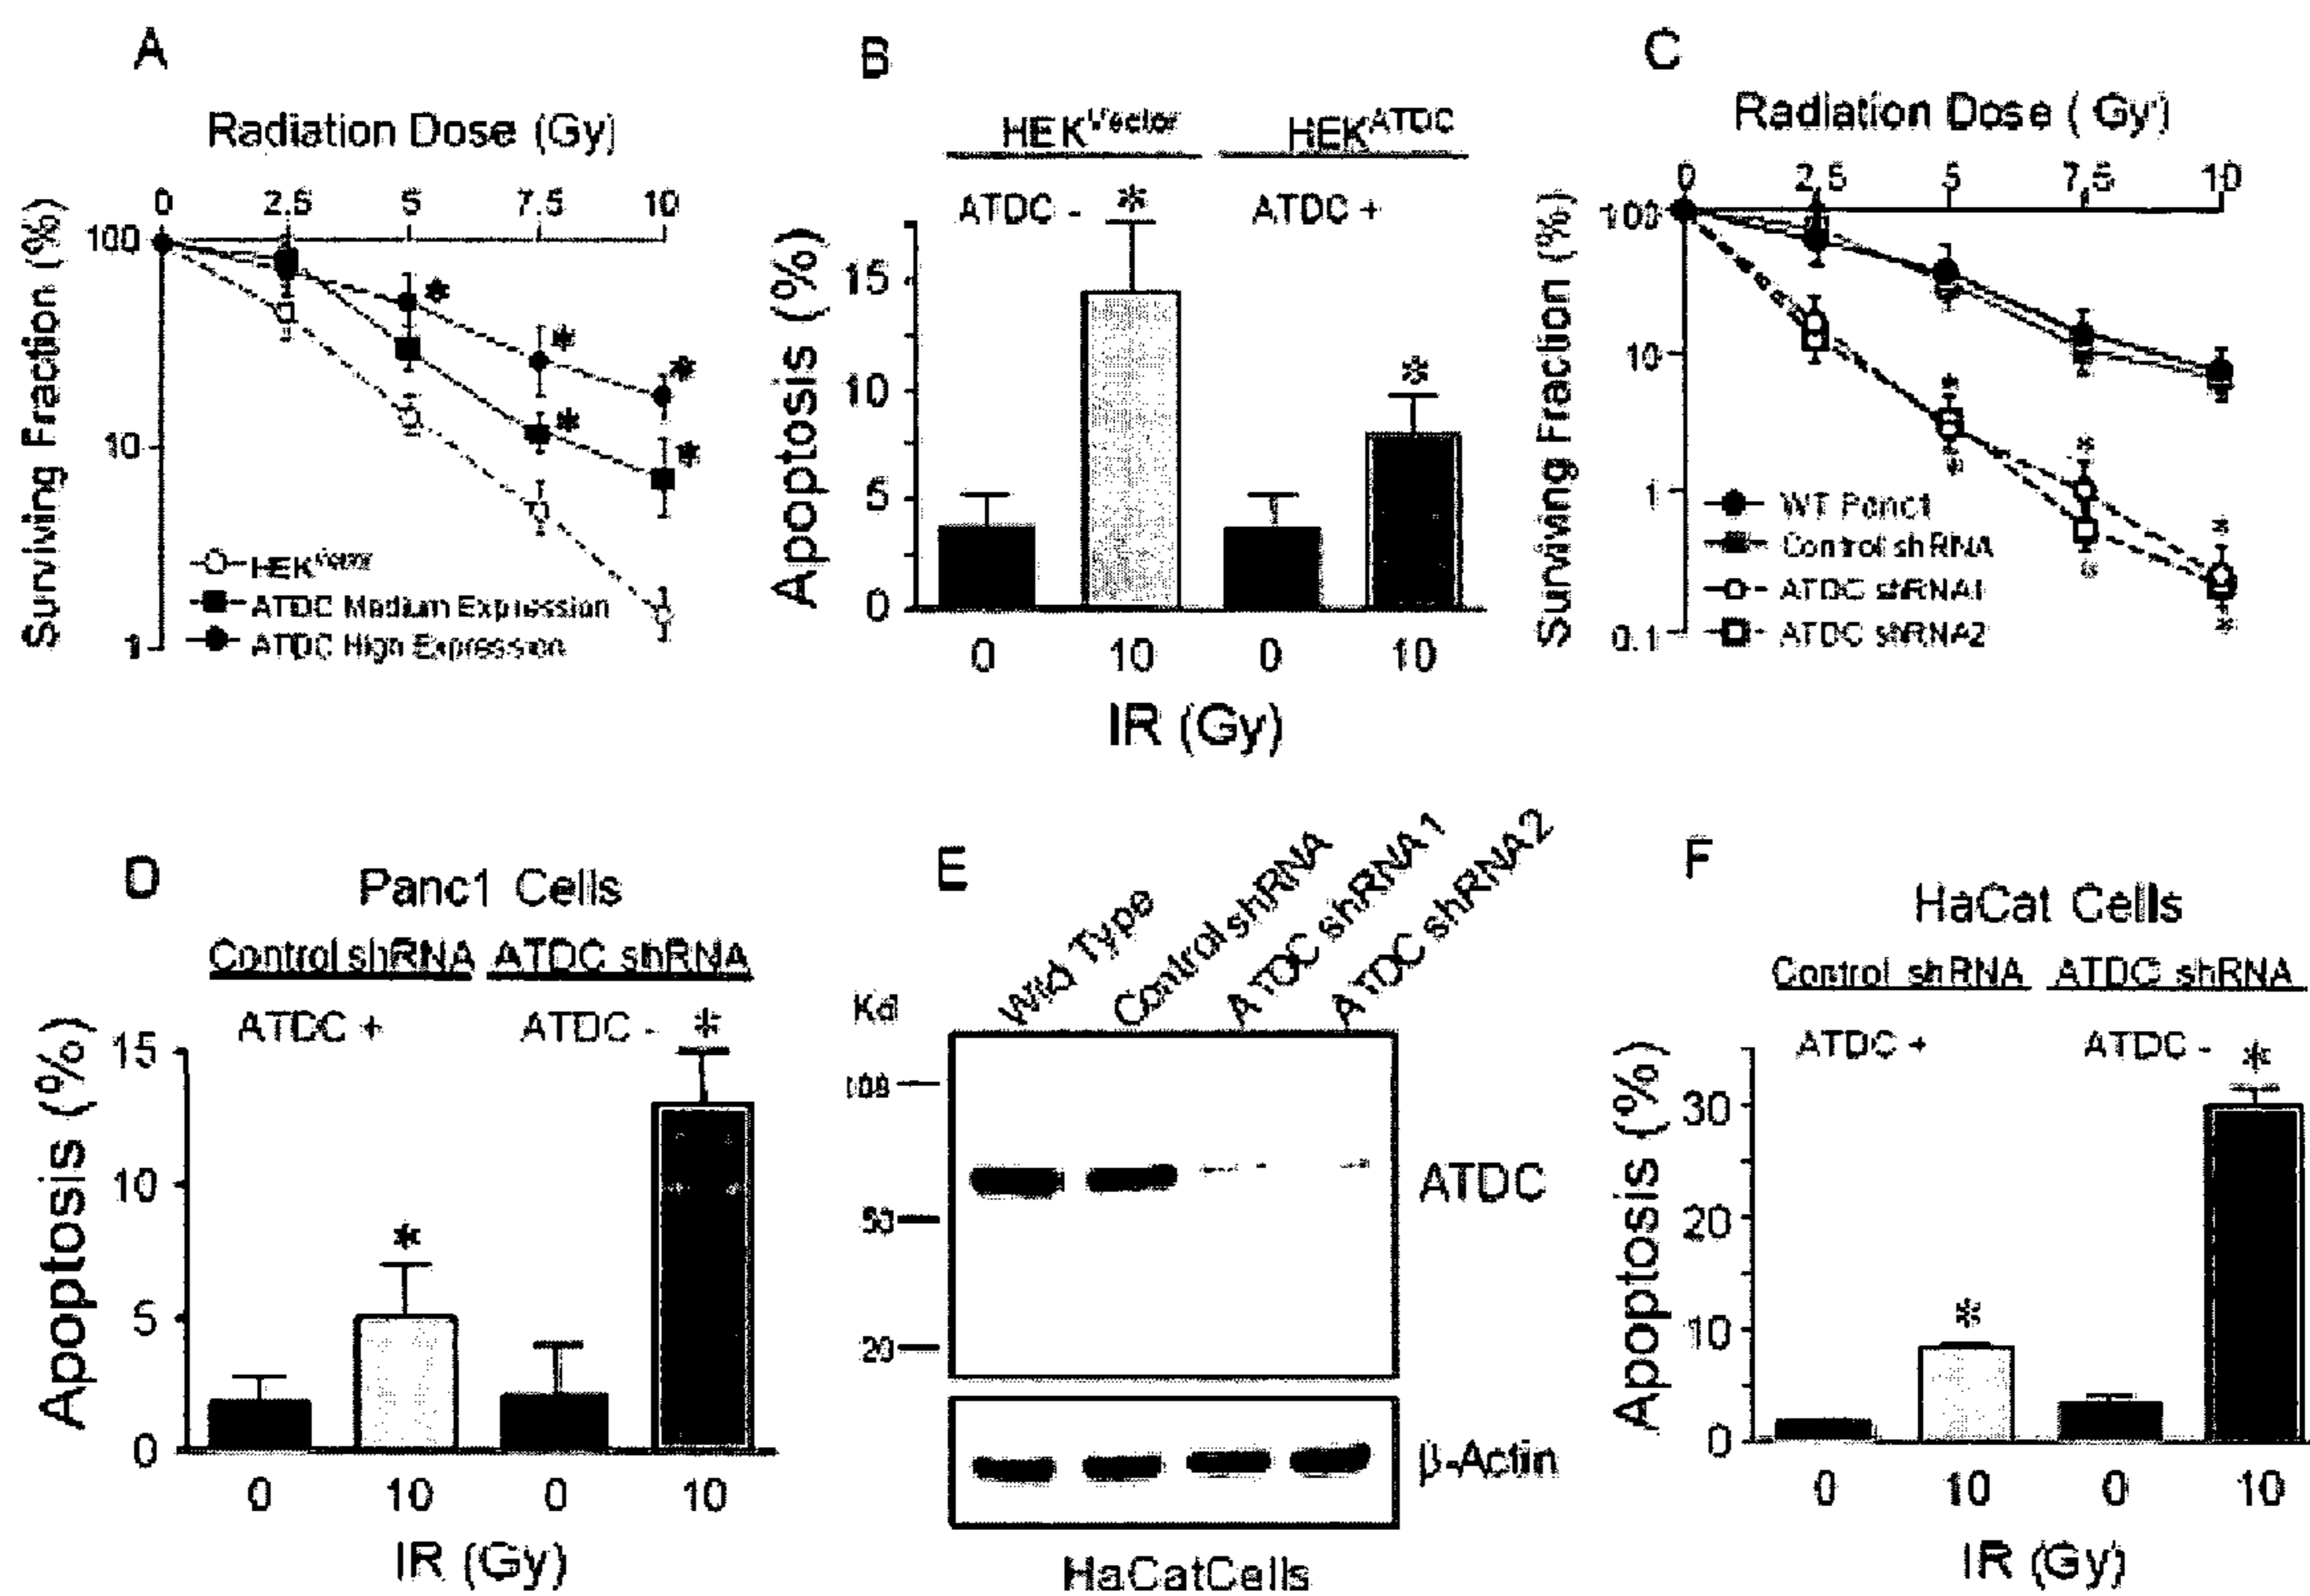 A
Radiation Dose (Gy)
0 2.5 5 7.5 10
Surviving Fraction (%)
100
10
1
HEK Vector
ATDC Medium Expression
ATDC High Expression
B
HEK Vector HEK ATDC
ATDC - * ATDC +
*
Apoptosis (%)
15
10
5
0
0 10 0 10
IR (Gy)
C
Radiation Dose ( Gy)
0 2.5 5 7.5 10
Surviving Fraction (%)
100
10
1
0.1
WT Panc1
Control shRNA
ATDC shRNA1
ATDC shRNA2
D
Panc1 Cells
Control shRNA ATDC shRNA
ATDC + ATDC - *
*
Apoptosis (%)
15
10
5
0
0 10 0 10
IR (Gy)
E
Wild Type
Control shRNA
ATDC shRNA1
ATDC shRNA2
Kd
50
20
ATDC
β-Actin
HaCatCells
F
HaCat Cells
Control shRNA ATDC shRNA
ATDC + ATDC - *
*
Apoptosis (%)
30
20
10
0
0 10 0 10
IR (Gy)